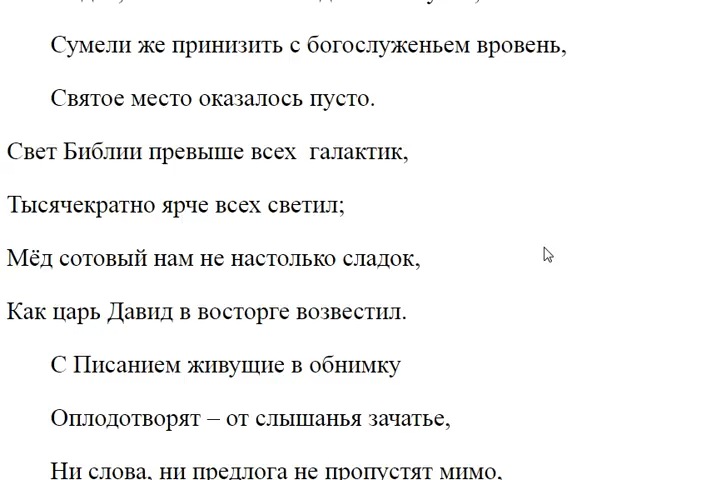 Сумели же принизить с богослуженьем вровень,
Святое место оказалось пусто.
Свет Библии превыше всех  галактик,
Тысячекратно ярче всех светил;
Мёд сотовый нам не настолько сладок,
Как царь Давид в восторге возвестил.
С Писанием живущие в обнимку
Оплодотворят – от слышанья зачатье,
Ни слова, ни предлога не пропустят мимо,